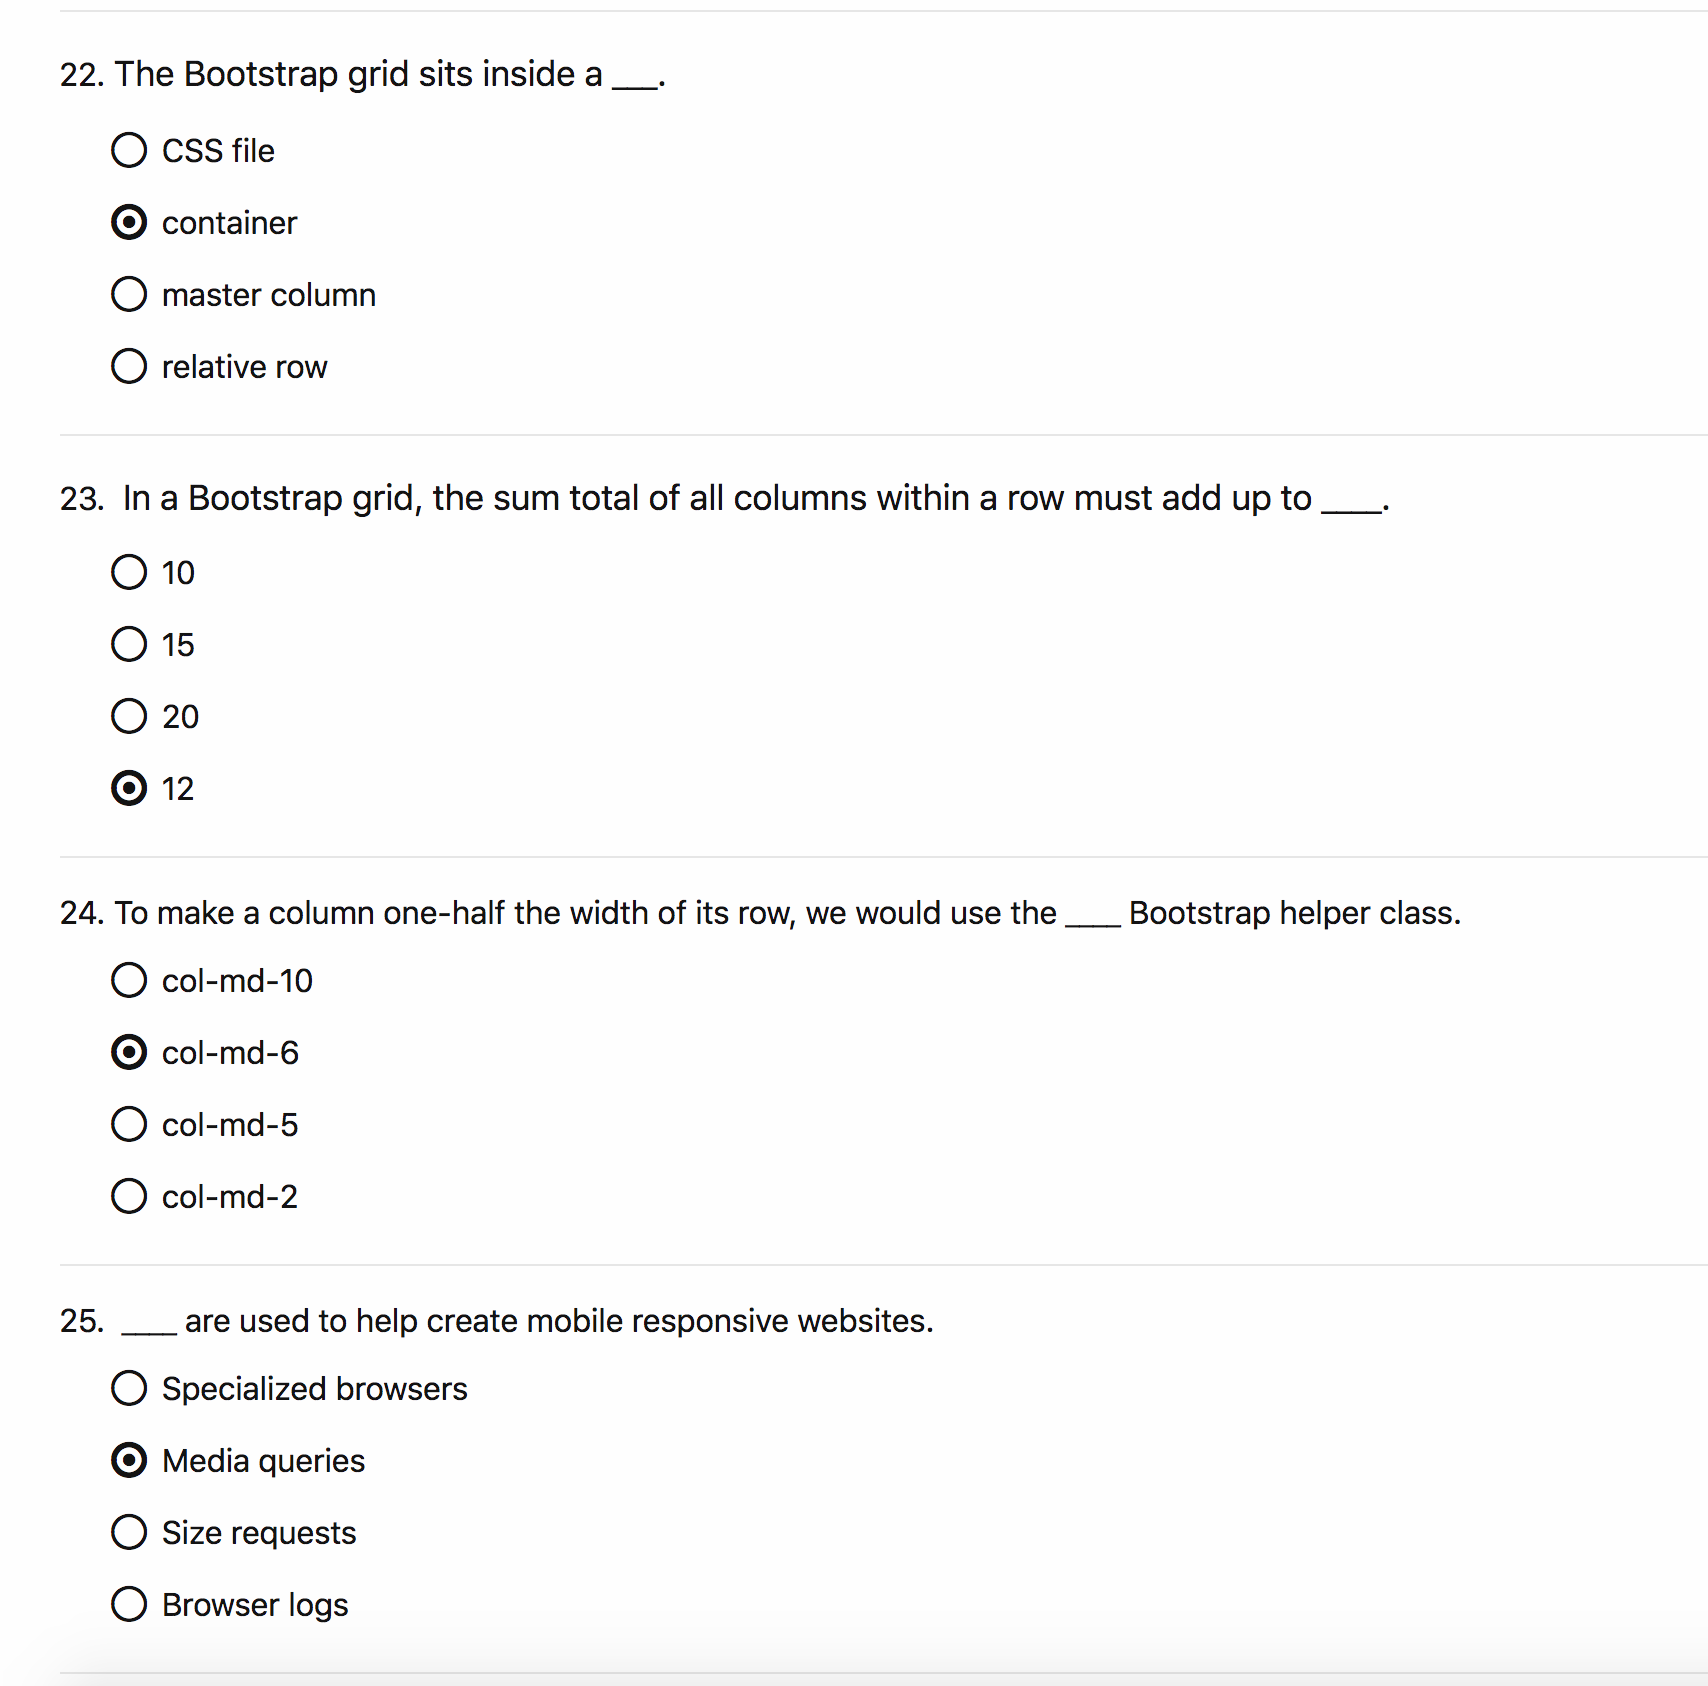 22. The Bootstrap grid sits inside a ___.
CSS file
container
master column
relative row
23. In a Bootstrap grid, the sum total of all columns within a row must add up to ____.
10
15
20
12
24. To make a column one-half the width of its row, we would use the ____ Bootstrap helper class.
col-md-10
col-md-6
col-md-5
col-md-2
25. ____ are used to help create mobile responsive websites.
Specialized browsers
Media queries
Size requests
Browser logs